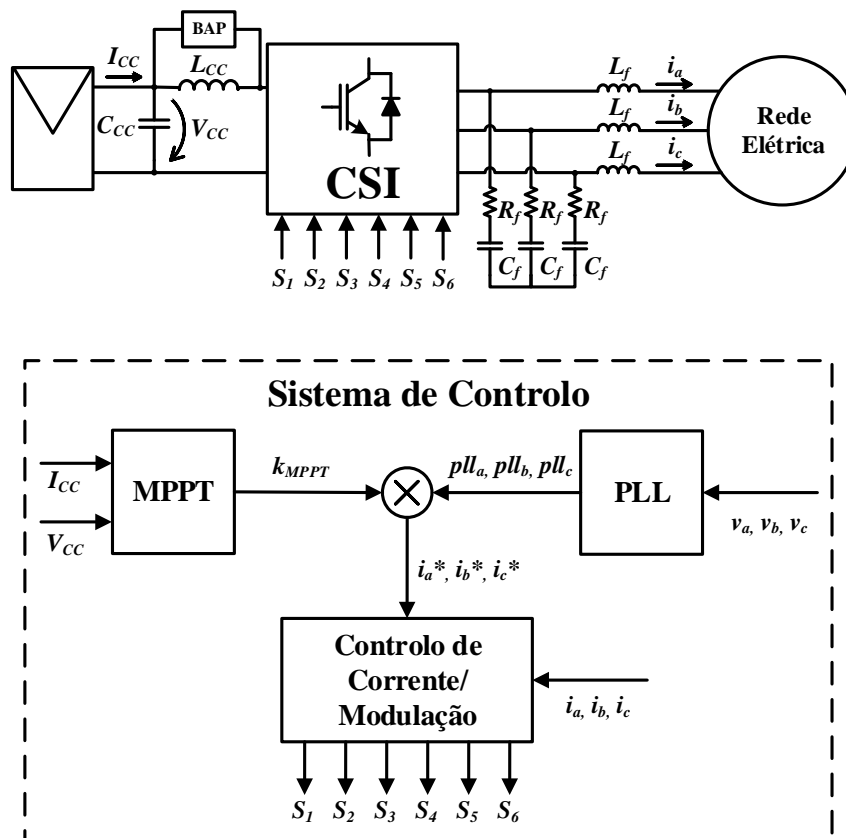 BAP
I_CC
L_CC
C_CC
V_CC
CSI
L_f
i_a
L_f
i_b
L_f
i_c
Rede
Elétrica
R_f
R_f
R_f
C_f
C_f
C_f
S_1 S_2 S_3 S_4 S_5 S_6
Sistema de Controlo
I_CC
V_CC
MPPT
k_MPPT
pll_a, pll_b, pll_c
PLL
v_a, v_b, v_c
i_a*, i_b*, i_c*
Controlo de
Corrente/
Modulação
i_a, i_b, i_c
S_1 S_2 S_3 S_4 S_5 S_6